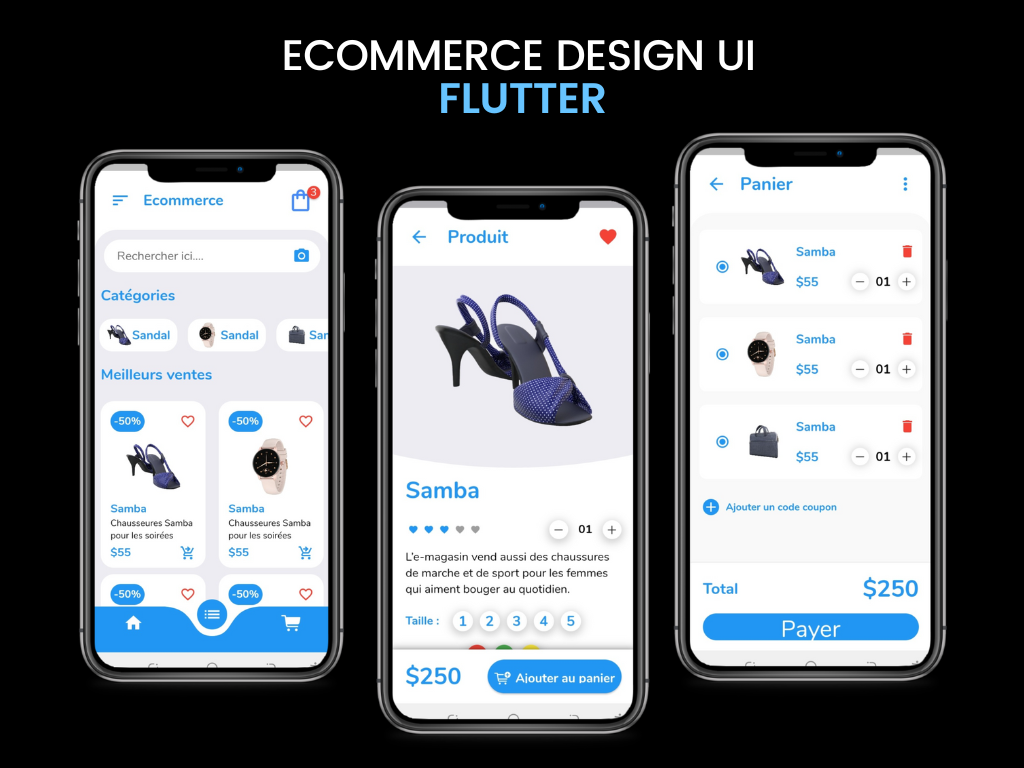 ECOMMERCE DESIGN UI
FLUTTER
Ecommerce
3
Rechercher ici....
Catégories
Sandal
Sandal
San
Meilleurs ventes
-50%
-50%
Samba
Samba
Chausseures Samba
pour les soirées
Chausseures Samba
pour les soirées
$55
$55
-50%
-50%
Produit
Samba
01
L'e-magasin vend aussi des chaussures
de marche et de sport pour les femmes
qui aiment bouger au quotidien.
Taille : 1 2 3 4 5
$250
Ajouter au panier
Panier
Samba
$55
01
Samba
$55
01
Samba
$55
01
Ajouter un code coupon
Total
$250
Payer